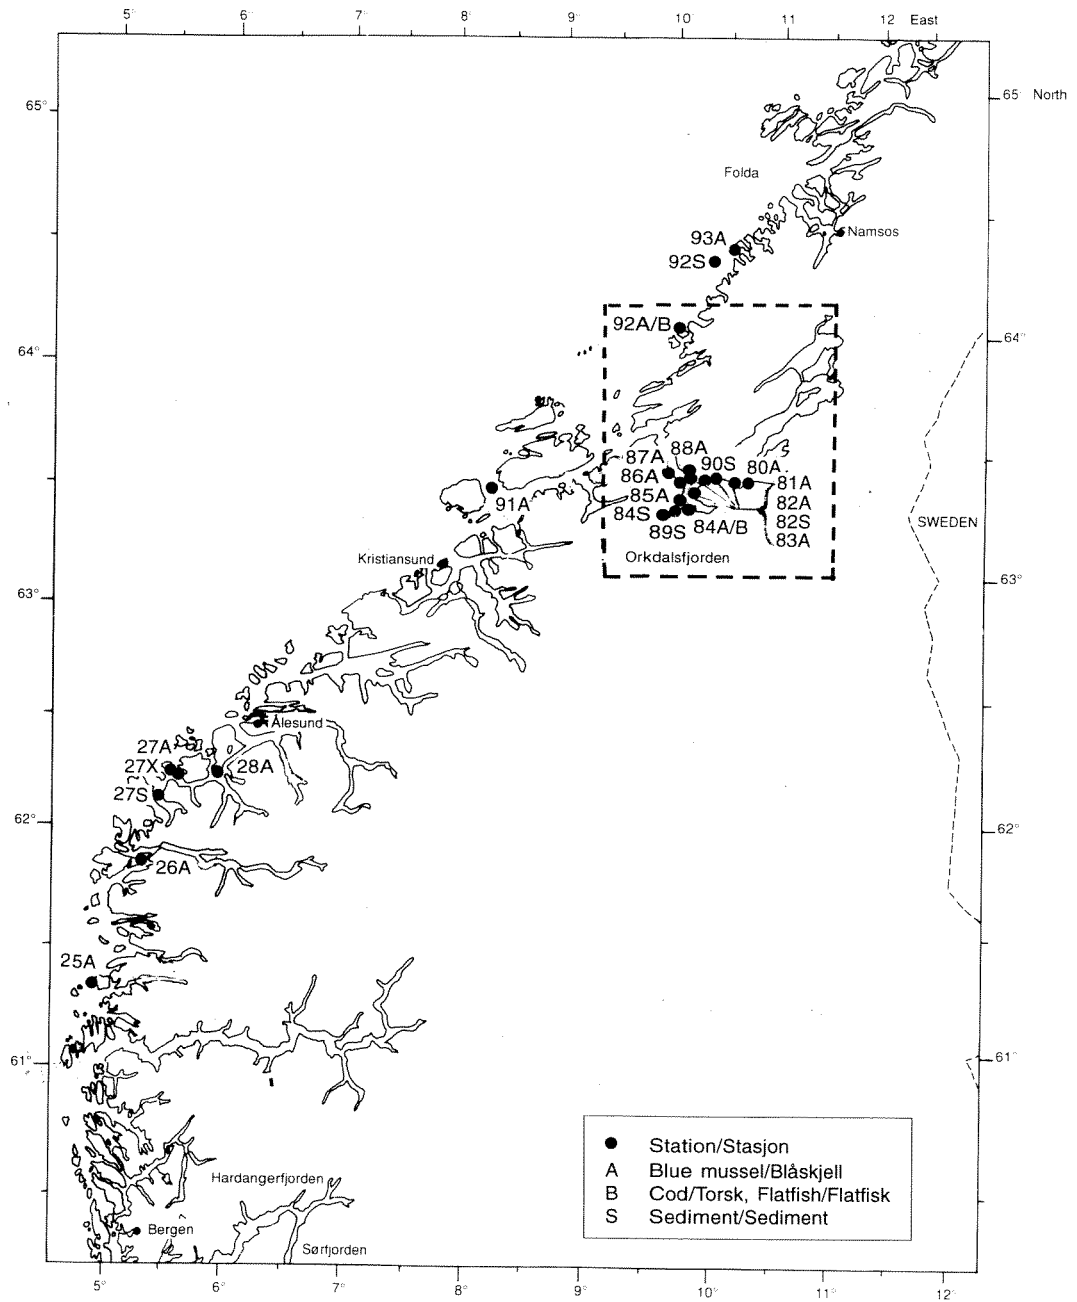 5° 6° 7° 8° 9° 10° 11° 12 East
65° 65° North
Folda
93A
Namsos
92S
92A/B
64° 64°
88A
87A 90S 80A
86A 81A
91A 85A 82A
84S 84A/B 82S SWEDEN
89S 83A
Kristiansund Orkdalsfjorden
63° 63°
Ålesund
27A
27X 28A
27S
62° 62°
26A
25A
61° 61°
Station/Stasjon
A Blue mussel/Blåskjell
B Cod/Torsk, Flatfish/Flatfisk
S Sediment/Sediment
Hardangerfjorden
Bergen
Sørfjorden
5° 6° 7° 8° 9° 10° 11° 12°